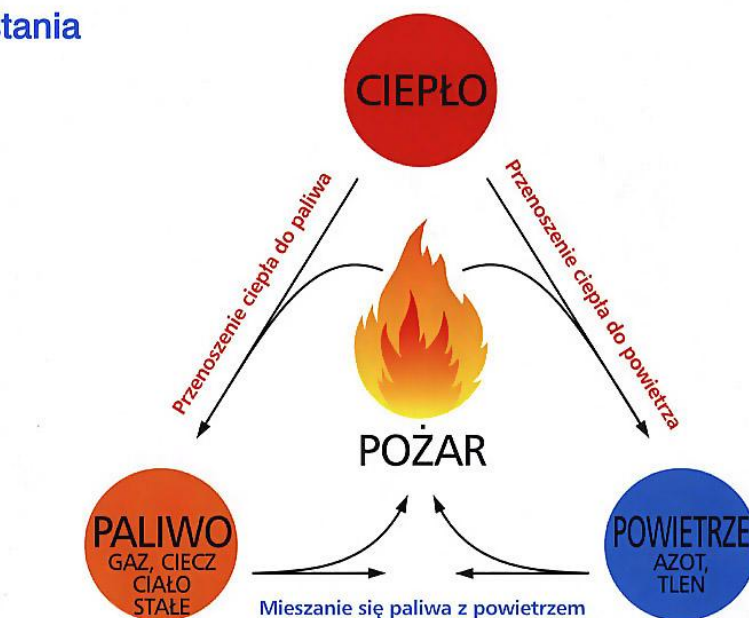 stania
CIEPŁO
Przenoszenie ciepła do paliwa
Przenoszenie ciepła do powietrza
POŻAR
PALIWO
GAZ, CIECZ
CIAŁO
STAŁE
POWIETRZE
AZOT,
TLEN
Mieszanie się paliwa z powietrzem